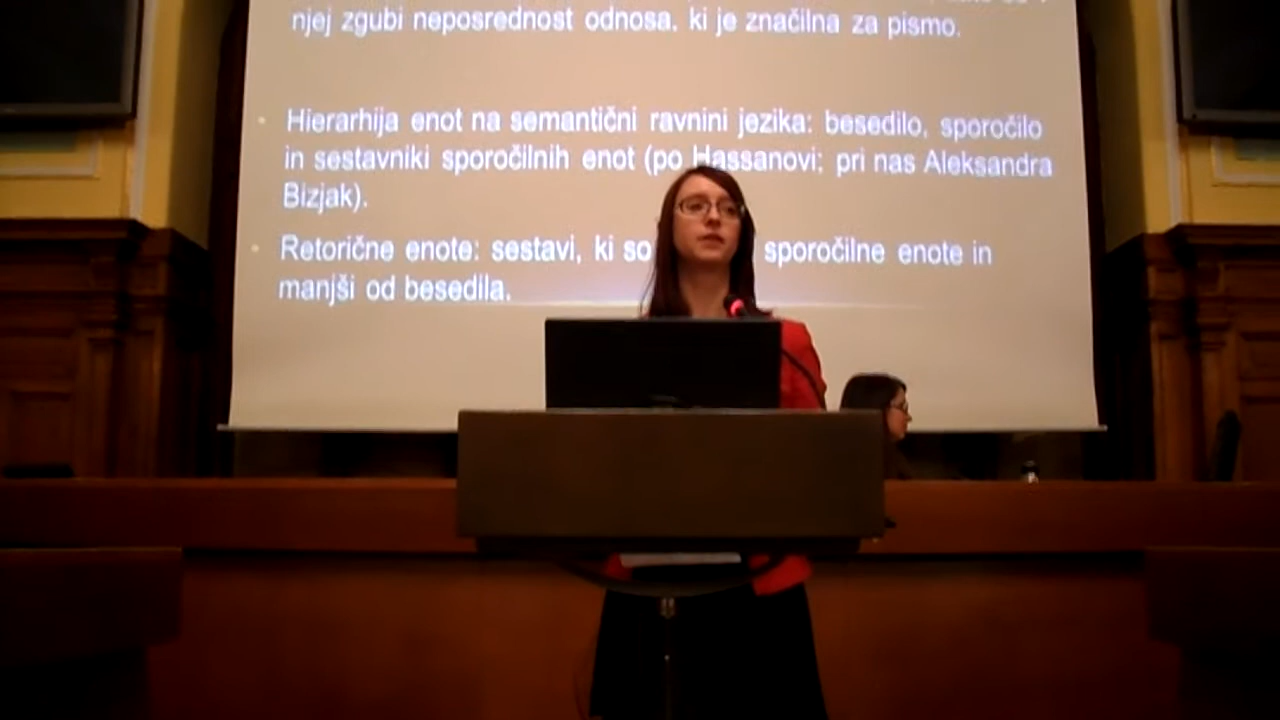 njej zgubi neposrednost odnosa, ki je značilna za pismo.
Hierarhija enot na semantični ravnini jezika: besedilo, sporočilo
in sestavniki sporočilnih enot (po Hassanovi; pri nas Aleksandra
Bizjak).
Retorične enote: sestavi, ki so sporočilne enote in
manjši od besedila.